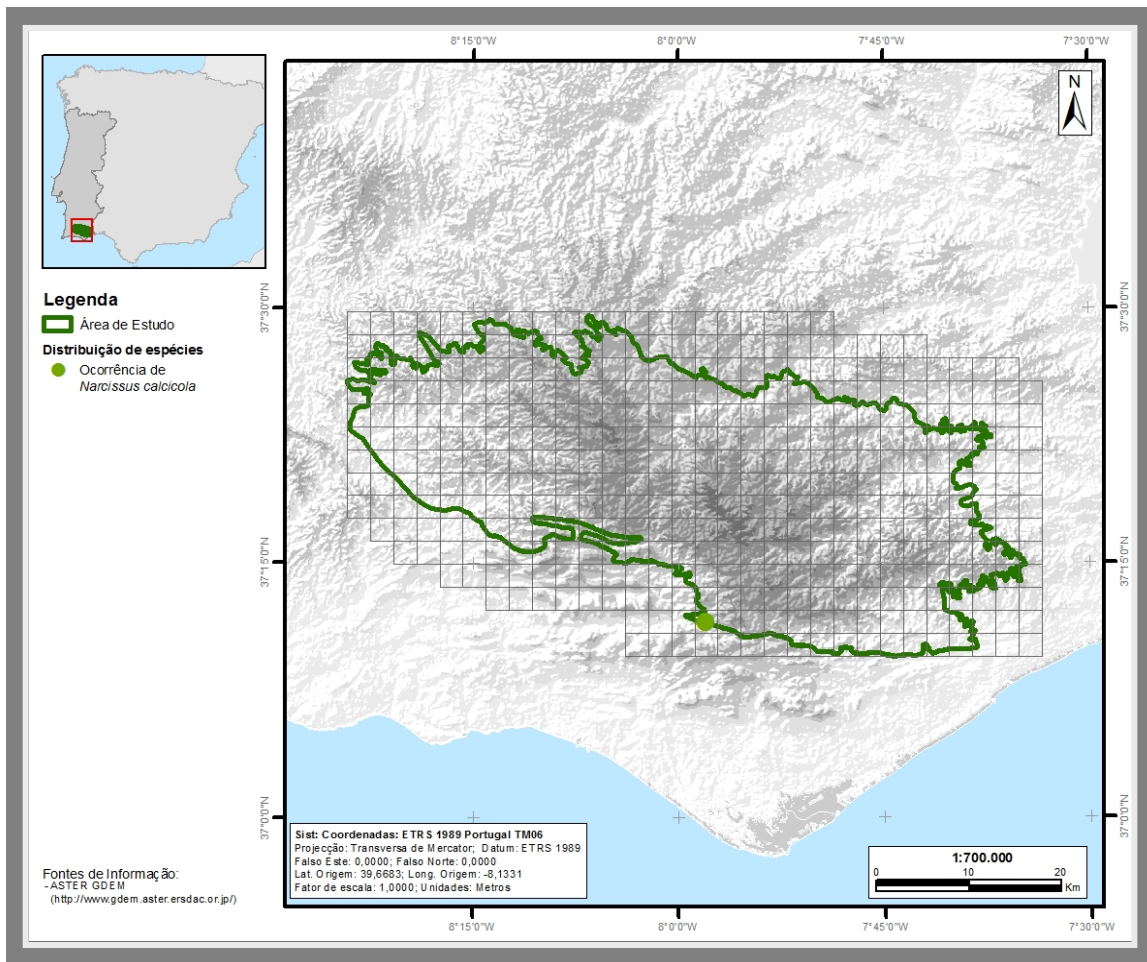 8°15'0"W
8°0'0"W
7°45'0"W
7°30'0"W
N
37°30'0"N
37°30'0"N
Legenda
Área de Estudo
Distribuição de espécies
Ocorrência de
Narcissus calcicola
37°15'0"N
37°15'0"N
37°0'0"N
37°0'0"N
Sist: Coordenadas: ETRS 1989 Portugal TM06
Projecção: Transversa de Mercator; Datum: ETRS 1989
Falso Este: 0,0000; Falso Norte: 0,0000
Lat. Origem: 39,6683; Long. Origem: -8,1331
Fator de escala: 1,0000; Unidades: Metros
1:700.000
0 10 20
Km
Fontes de Informação:
-ASTER GDEM
(http://www.gdem.aster.ersdac.or.jp/)
8°15'0"W
8°0'0"W
7°45'0"W
7°30'0"W